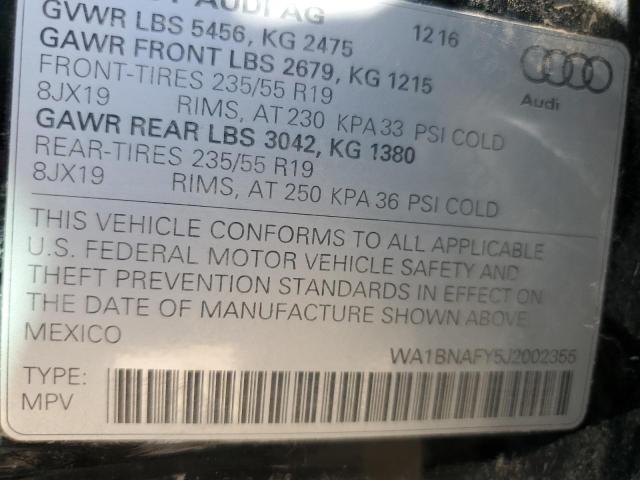 AUDI AG
GVWR LBS 5456, KG 2475
12 16
GAWR FRONT LBS 2679, KG 1215
FRONT-TIRES 235/55 R19
8JX19 RIMS, AT 230 KPA 33 PSI COLD
Audi
GAWR REAR LBS 3042, KG 1380
REAR-TIRES 235/55 R19
8JX19 RIMS, AT 250 KPA 36 PSI COLD
THIS VEHICLE CONFORMS TO ALL APPLICABLE
U.S. FEDERAL MOTOR VEHICLE SAFETY AND
THEFT PREVENTION STANDARDS IN EFFECT ON
THE DATE OF MANUFACTURE SHOWN ABOVE.
MEXICO
WA1BNAFY5J2002355
TYPE:
MPV